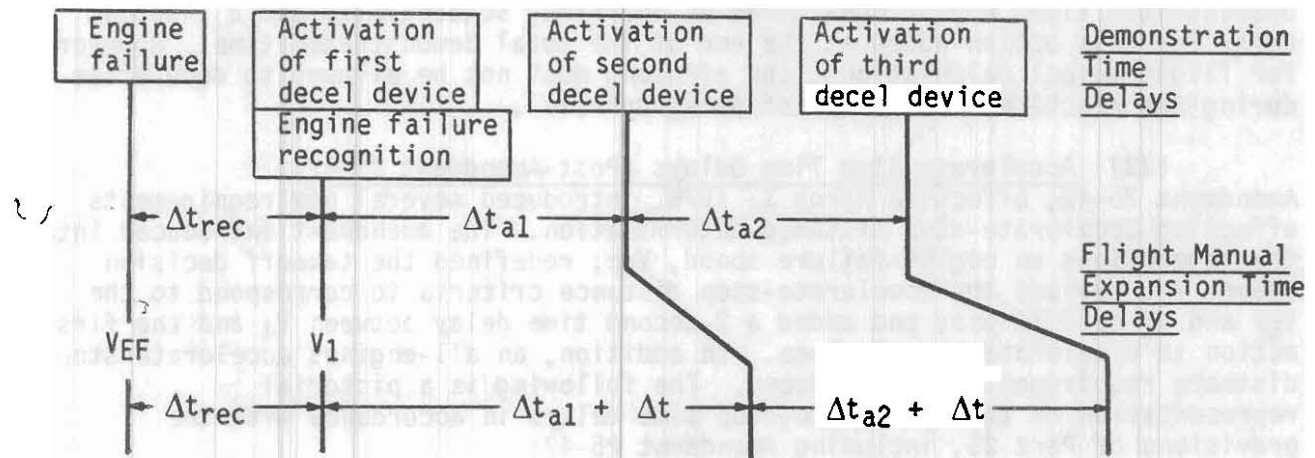 Engine failure
Activation of first decel device
Engine failure recognition
Activation of second decel device
Activation of third decel device
Demonstration
Time
Delays
Δtrec
Δta1
Δta2
Flight Manual
Expansion Time
Delays
VEF
V1
Δtrec
Δta1 + Δt
Δta2 + Δt